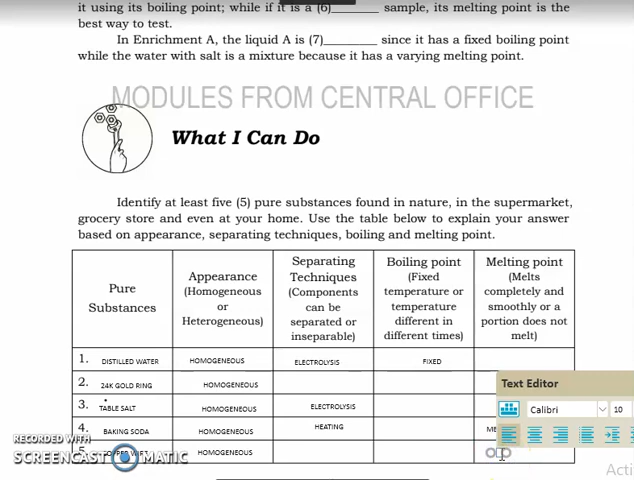 it using its boiling point; while if it is a (6)________ sample, its melting point is the
best way to test.
In Enrichment A, the liquid A is (7)________ since it has a fixed boiling point
while the water with salt is a mixture because it has a varying melting point.
MODULES FROM CENTRAL OFFICE
What I Can Do
Identify at least five (5) pure substances found in nature, in the supermarket,
grocery store and even at your home. Use the table below to explain your answer
based on appearance, separating techniques, boiling and melting point.
Pure
Substances
Appearance
(Homogeneous
or
Heterogeneous)
Separating
Techniques
(Components
can be
separated or
inseparable)
Boiling point
(Fixed
temperature or
temperature
different in
different times)
Melting point
(Melts
completely and
smoothly or a
portion does not
melt)
1. DISTILLED WATER HOMOGENEOUS ELECTROLYSIS FIXED
2. 24K GOLD RING HOMOGENEOUS
3. TABLE SALT HOMOGENEOUS ELECTROLYSIS
4. BAKING SODA HOMOGENEOUS HEATING
HOMOGENEOUS
Text Editor
Calibri 10
RECORDED WITH
SCREENCAST MATIC
Acti